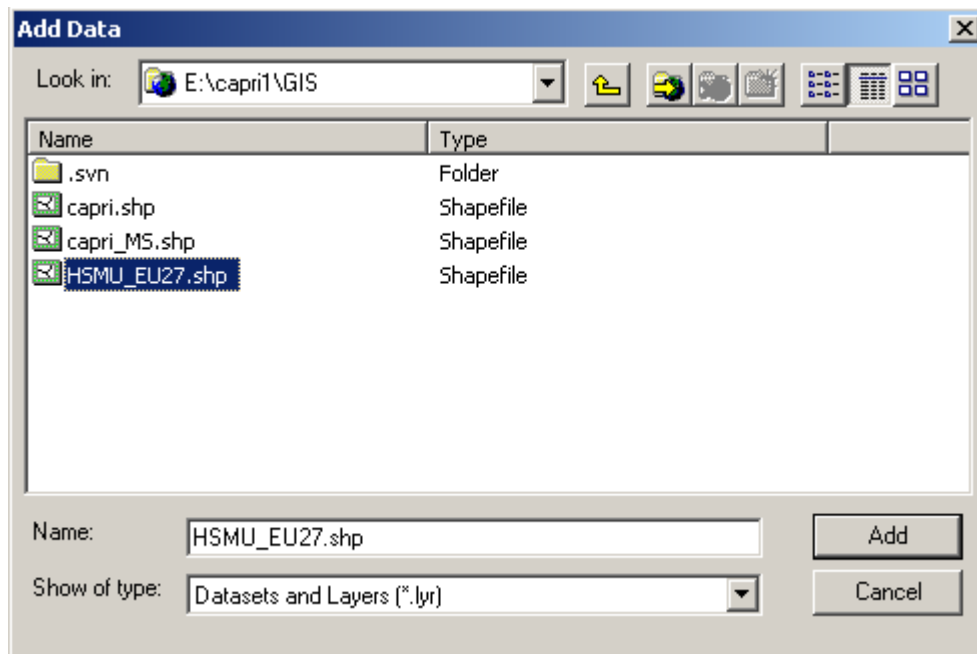 Add Data
Look in: E:\capri1\GIS
Name Type
.svn Folder
capri.shp Shapefile
capri_MS.shp Shapefile
HSMU_EU27.shp Shapefile
Name: HSMU_EU27.shp Add
Show of type: Datasets and Layers (*.lyr) Cancel